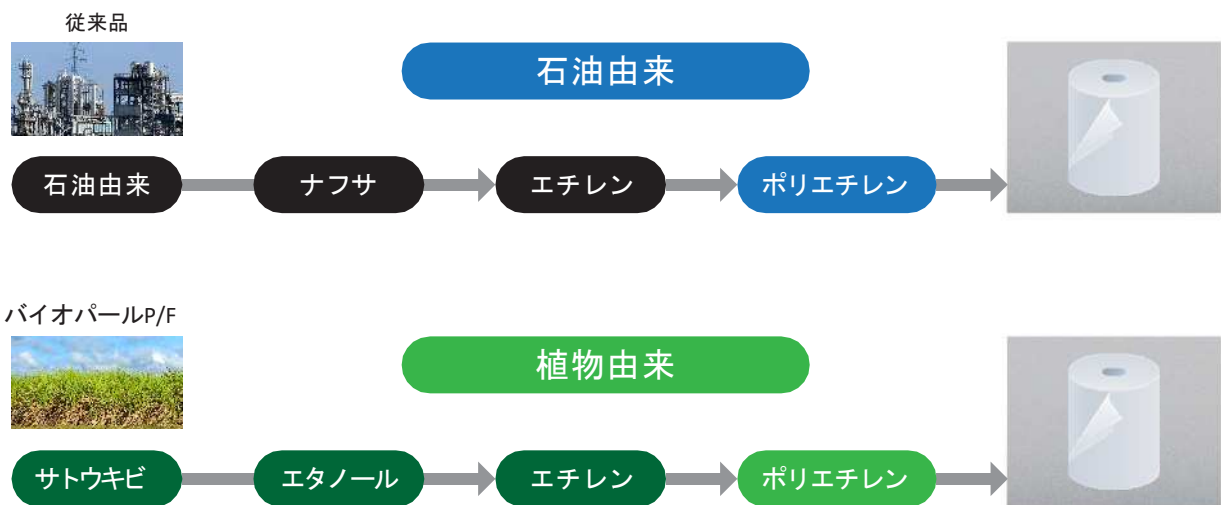 従来品
石油由来
石油由来
ナフサ
エチレン
ポリエチレン
バイオパールP/F
植物由来
サトウキビ
エタノール
エチレン
ポリエチレン